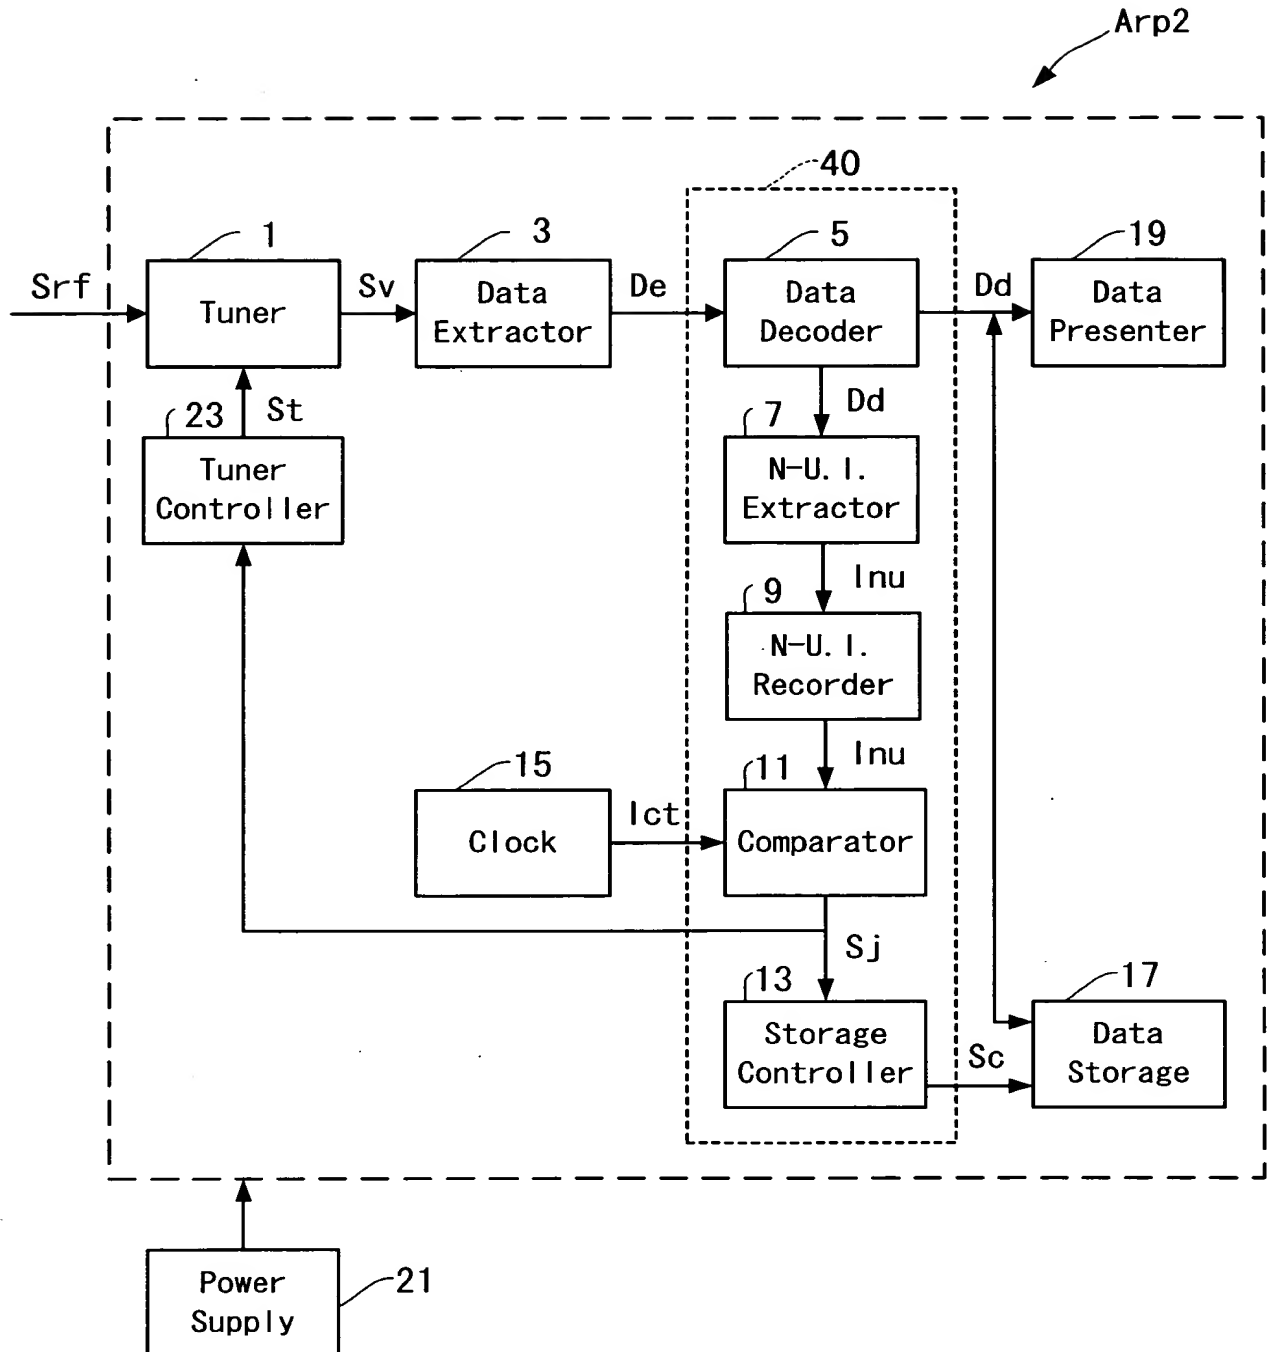 Arp2
40
1
3
5
19
Srf
Tuner
Sv
Data
Extractor
De
Data
Decoder
Dd
Data
Presenter
23
St
7
Dd
Tuner
Controller
N-U.I.
Extractor
Inu
9
N-U.I.
Recorder
Inu
15
11
Clock
Ict
Comparator
Sj
13
17
Storage
Controller
Sc
Data
Storage
Power
Supply
21